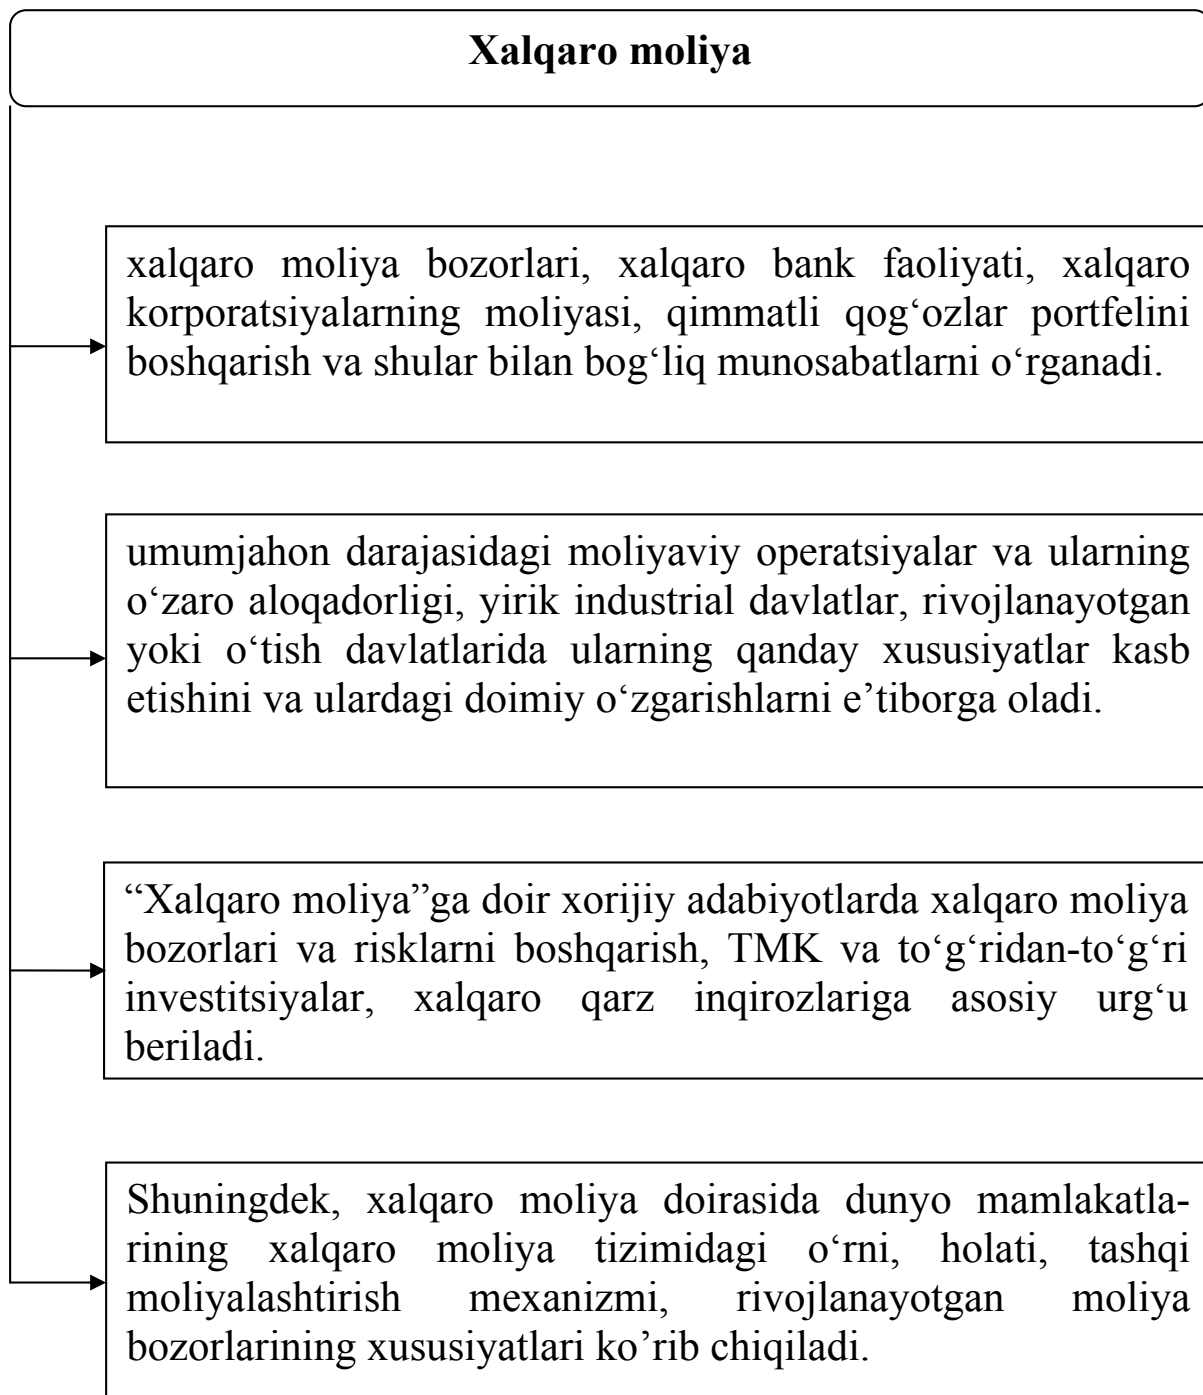 Xalqaro moliya
xalqaro moliya bozorlari, xalqaro bank faoliyati, xalqaro
korporatsiyalarning moliyasi, qimmatli qog‘ozlar portfelini
boshqarish va shular bilan bog‘liq munosabatlarni o‘rganadi.
umumjahon darajasidagi moliyaviy operatsiyalar va ularning
o‘zaro aloqadorligi, yirik industrial davlatlar, rivojlanayotgan
yoki o‘tish davlatlarida ularning qanday xususiyatlar kasb
etishini va ulardagi doimiy o‘zgarishlarni e’tiborga oladi.
“Xalqaro moliya”ga doir xorijiy adabiyotlarda xalqaro moliya
bozorlari va risklarni boshqarish, TMK va to‘g‘ridan-to‘g‘ri
investitsiyalar, xalqaro qarz inqirozlariga asosiy urg‘u
beriladi.
Shuningdek, xalqaro moliya doirasida dunyo mamlakatla-
rining xalqaro moliya tizimidagi o‘rni, holati, tashqi
moliyalashtirish mexanizmi, rivojlanayotgan moliya
bozorlarining xususiyatlari ko’rib chiqiladi.